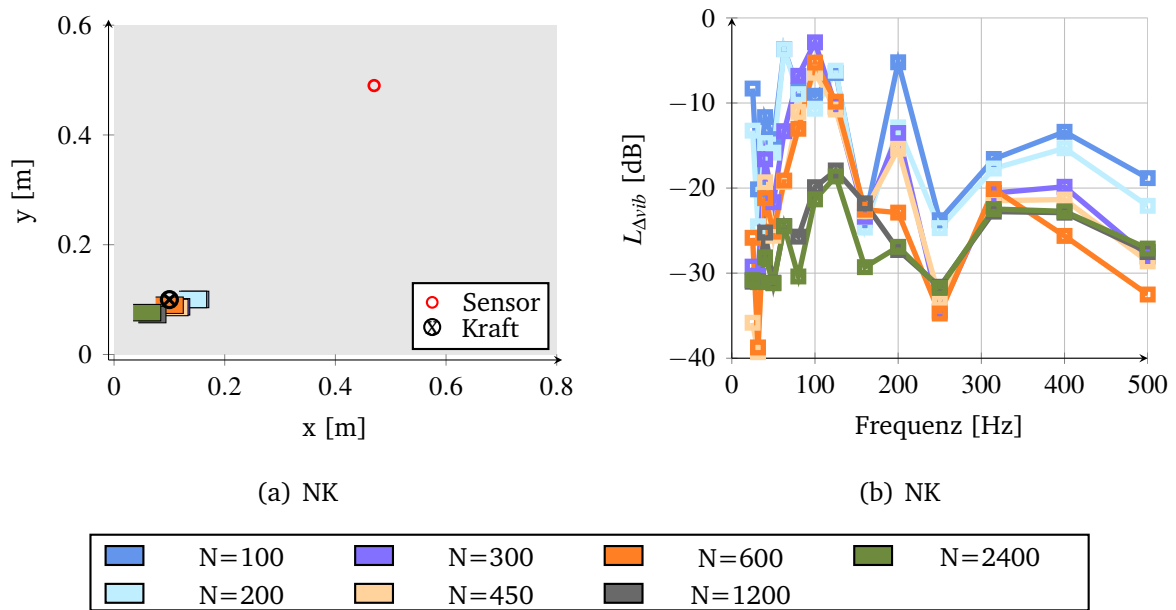 0.6
0.4
0.2
0
y [m]
0
0.2
0.4
0.6
0.8
x [m]
Sensor
Kraft
(a) NK
0
−10
−20
−30
−40
L_{Δvib} [dB]
0
100
200
300
400
500
Frequenz [Hz]
(b) NK
N=100
N=300
N=600
N=2400
N=200
N=450
N=1200